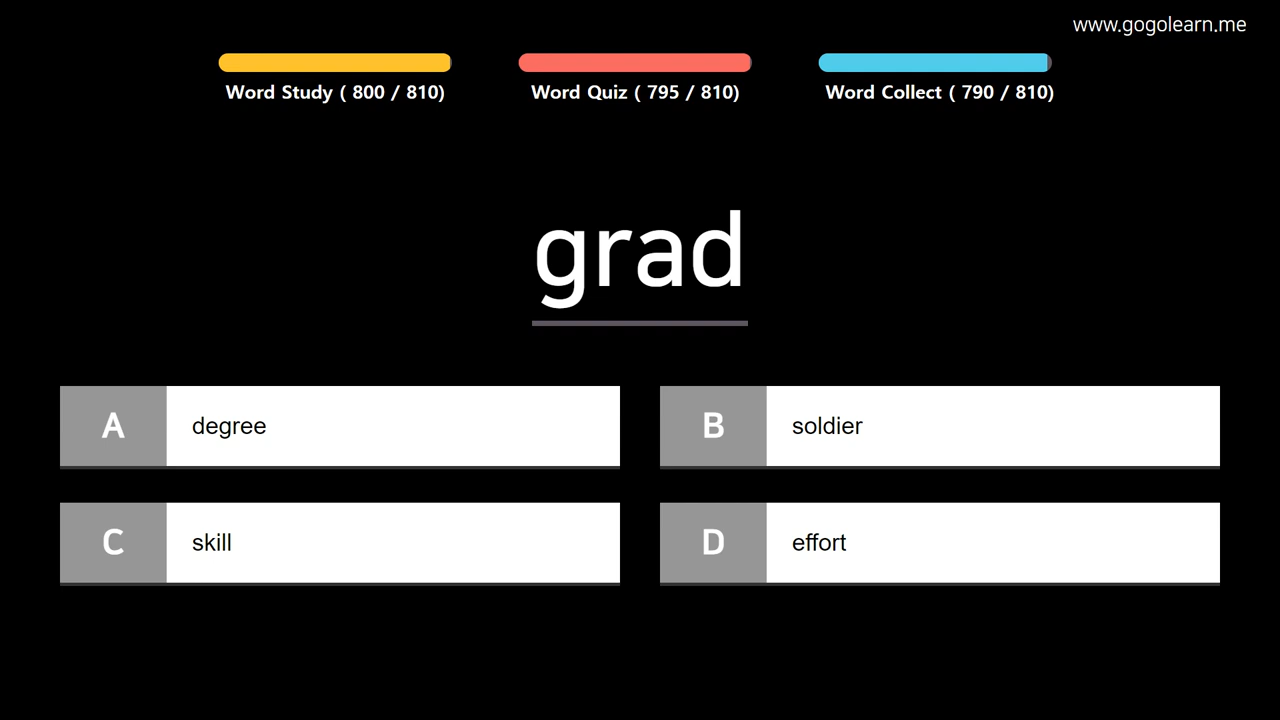 www.gogolearn.me
Word Study ( 800 / 810)
Word Quiz ( 795 / 810)
Word Collect ( 790 / 810)
grad
A degree
B soldier
C skill
D effort